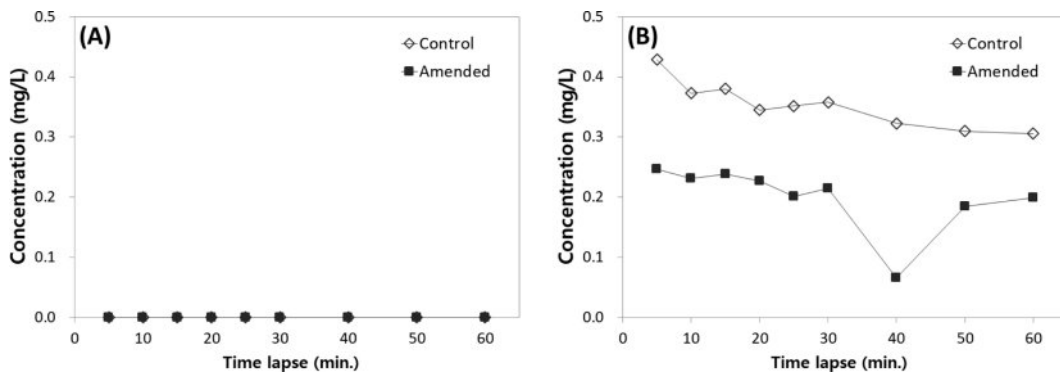 (A)
Control
Amended
Concentration (mg/L)
0.5
0.4
0.3
0.2
0.1
0.0
0 10 20 30 40 50 60
Time lapse (min.)
(B)
Control
Amended
Concentration (mg/L)
0.5
0.4
0.3
0.2
0.1
0.0
0 10 20 30 40 50 60
Time lapse (min.)